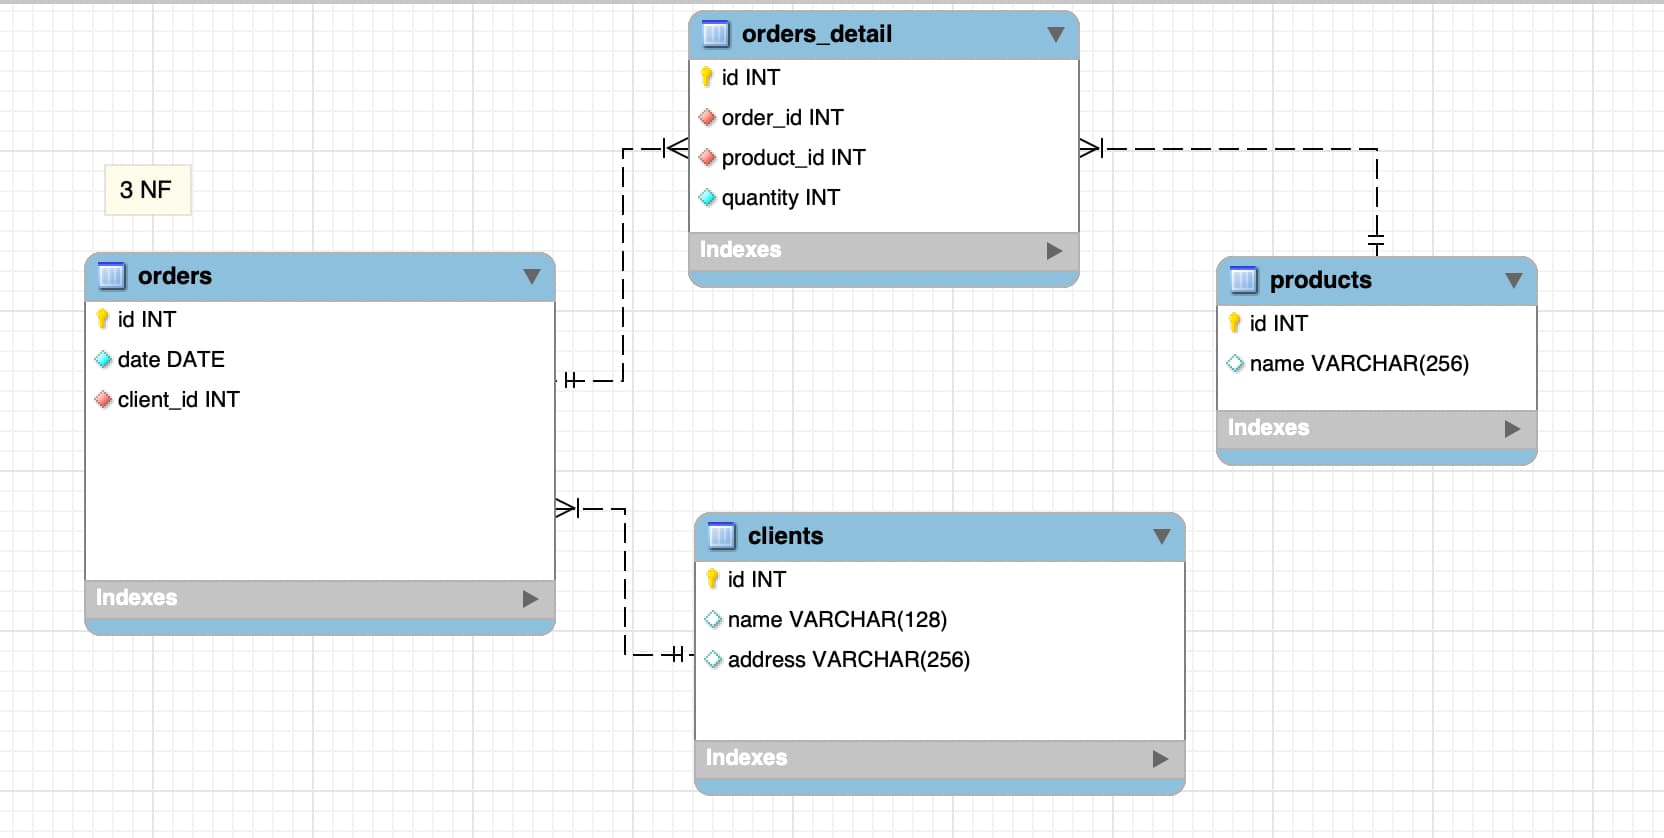 orders_detail
id INT
order_id INT
product_id INT
quantity INT
Indexes
3 NF
orders
id INT
date DATE
client_id INT
Indexes
products
id INT
name VARCHAR(256)
Indexes
clients
id INT
name VARCHAR(128)
address VARCHAR(256)
Indexes